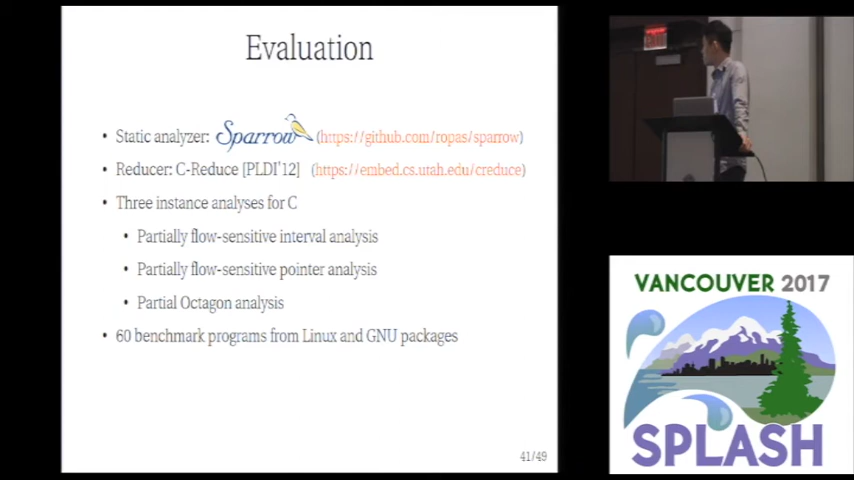 Evaluation
• Static analyzer: Sparrow (https://github.com/ropas/sparrow)
• Reducer: C-Reduce [PLDI'12] (https://embed.cs.utah.edu/creduce)
• Three instance analyses for C
• Partially flow-sensitive interval analysis
• Partially flow-sensitive pointer analysis
• Partial Octagon analysis
• 60 benchmark programs from Linux and GNU packages
41/49
EXIT
VANCOUVER 2017
SPLASH